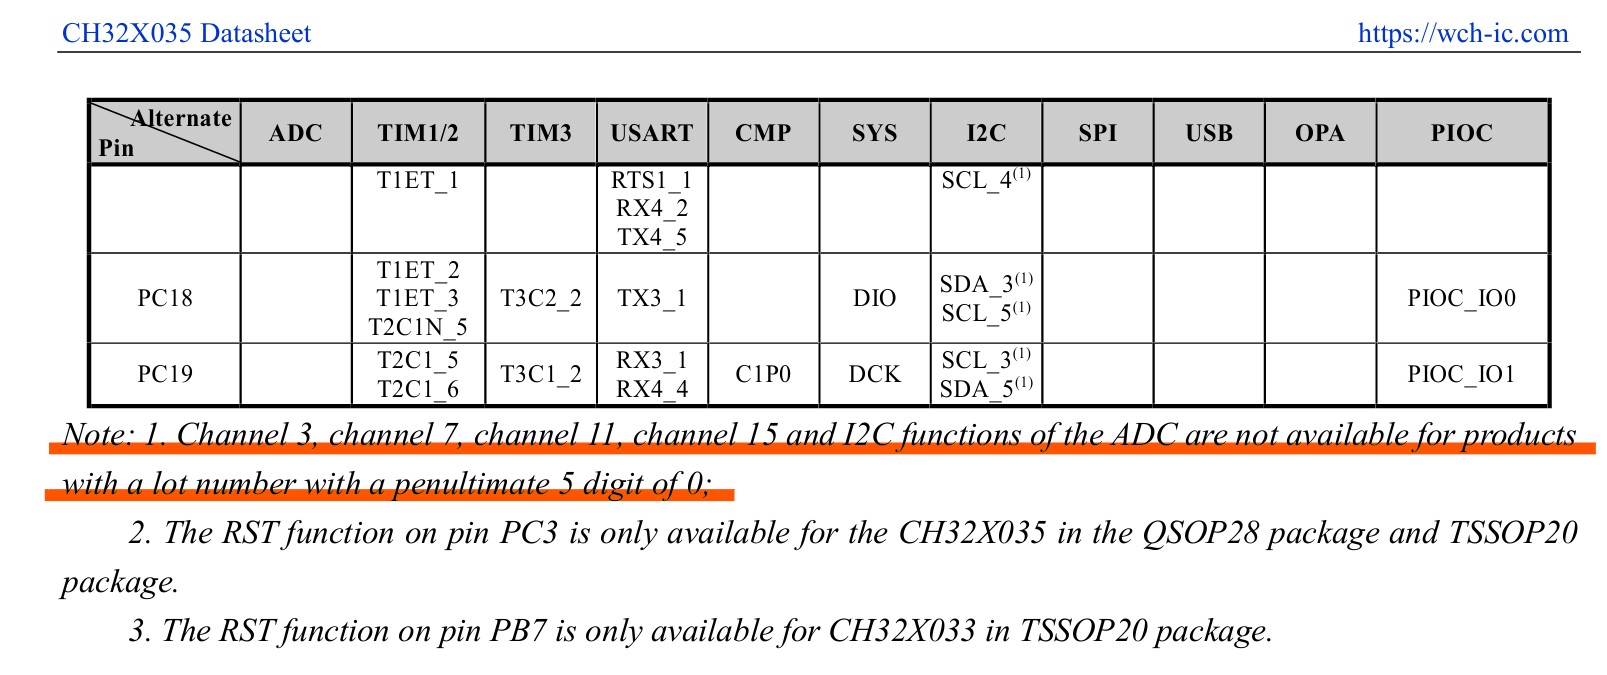 CH32X035 Datasheet https://wch-ic.com
Alternate
Pin
ADC TIM1/2 TIM3 USART CMP SYS I2C SPI USB OPA PIOC
T1ET_1 RTS1_1 SCL_4(1)
RX4_2
TX4_5
T1ET_2
PC18 T1ET_3 T3C2_2 TX3_1 DIO SDA_3(1) PIOC_IO0
T2C1N_5 SCL_5(1)
PC19 T2C1_5 T3C1_2 RX3_1 C1P0 DCK SCL_3(1) PIOC_IO1
T2C1_6 RX4_4 SDA_5(1)
Note: 1. Channel 3, channel 7, channel 11, channel 15 and I2C functions of the ADC are not available for products
with a lot number with a penultimate 5 digit of 0;
2. The RST function on pin PC3 is only available for the CH32X035 in the QSOP28 package and TSSOP20
package.
3. The RST function on pin PB7 is only available for CH32X033 in TSSOP20 package.